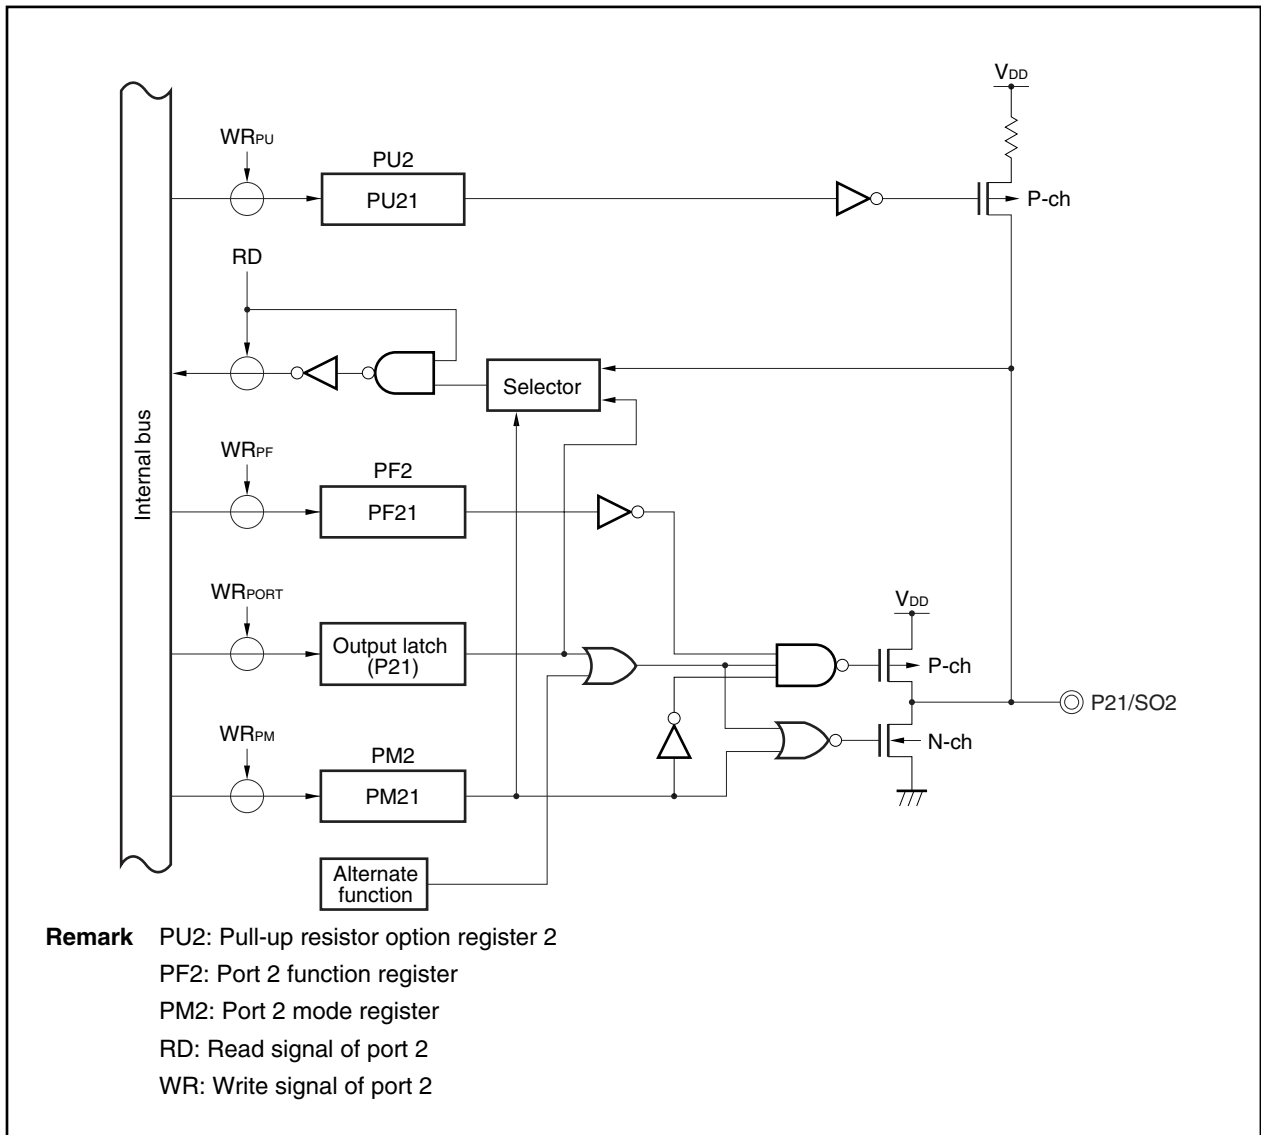 VDD
WRPU
PU2
PU21
P-ch
RD
Selector
Internal bus
WRPF
PF2
PF21
WRPORT
Output latch
(P21)
VDD
P-ch
P21/SO2
N-ch
WRPM
PM2
PM21
Alternate
function
Remark PU2: Pull-up resistor option register 2
PF2: Port 2 function register
PM2: Port 2 mode register
RD: Read signal of port 2
WR: Write signal of port 2